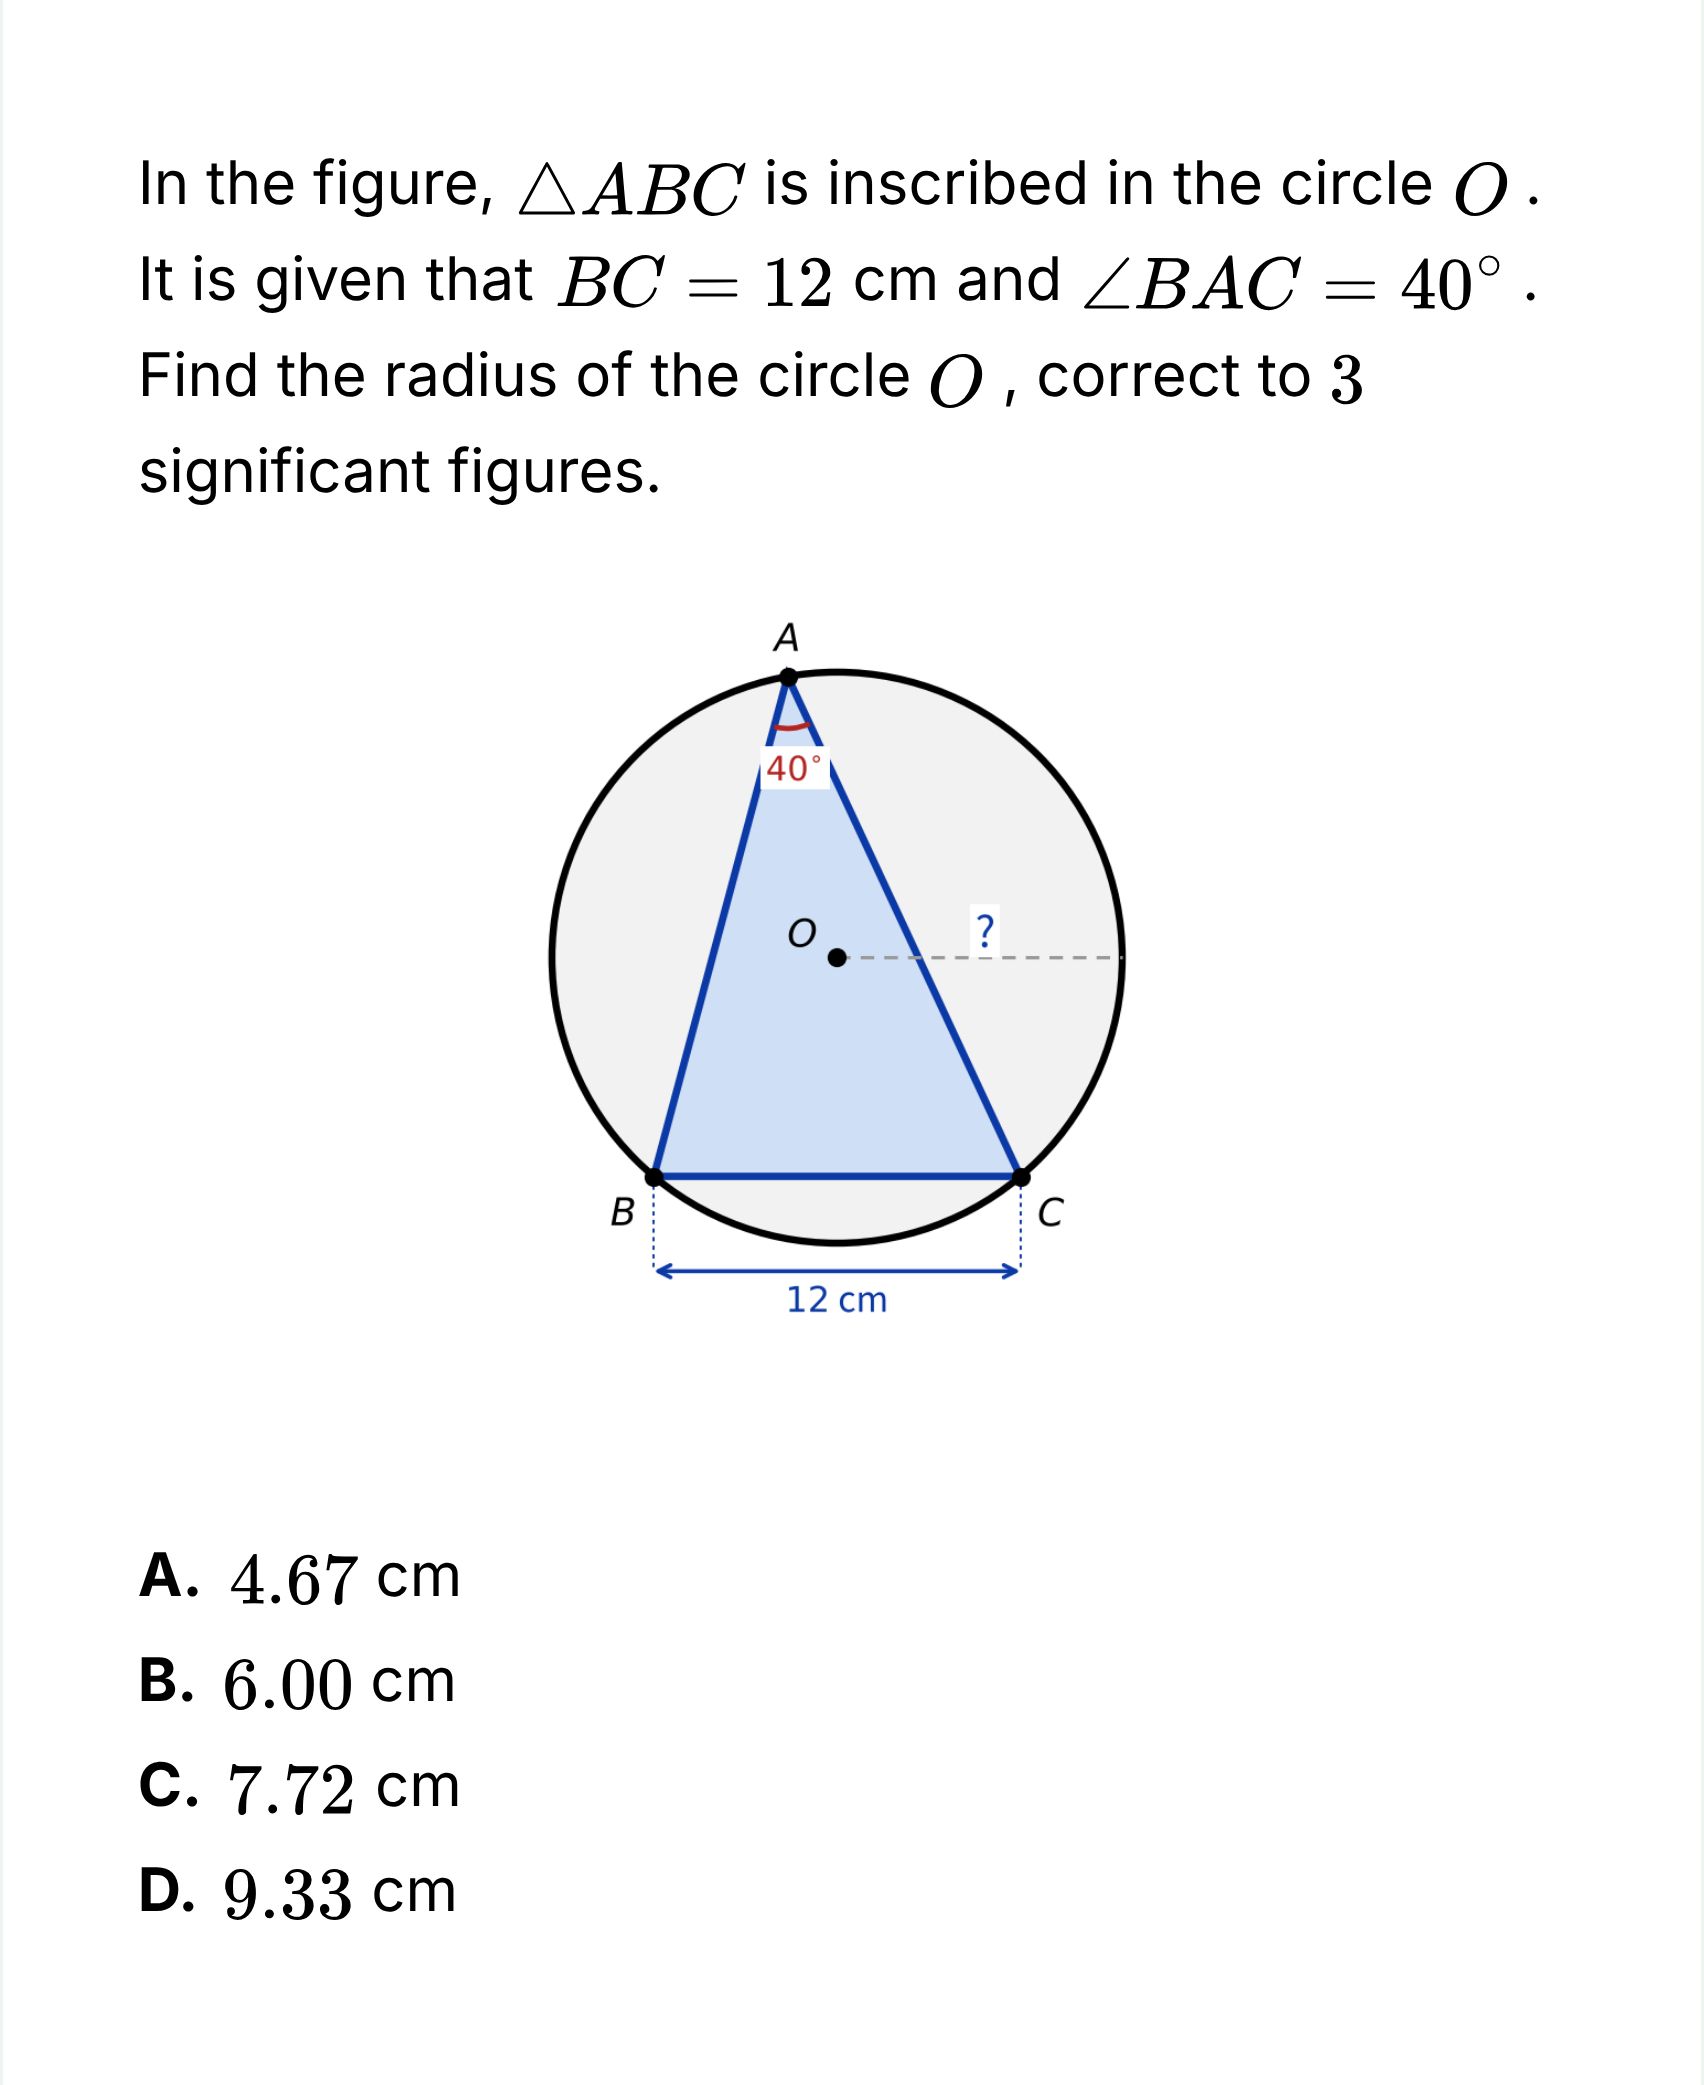 In the figure, △ABC is inscribed in the circle O .
It is given that BC = 12 cm and ∠BAC = 40° .
Find the radius of the circle O , correct to 3
significant figures.
A
40°
O
?
B
C
12 cm
A. 4.67 cm
B. 6.00 cm
C. 7.72 cm
D. 9.33 cm